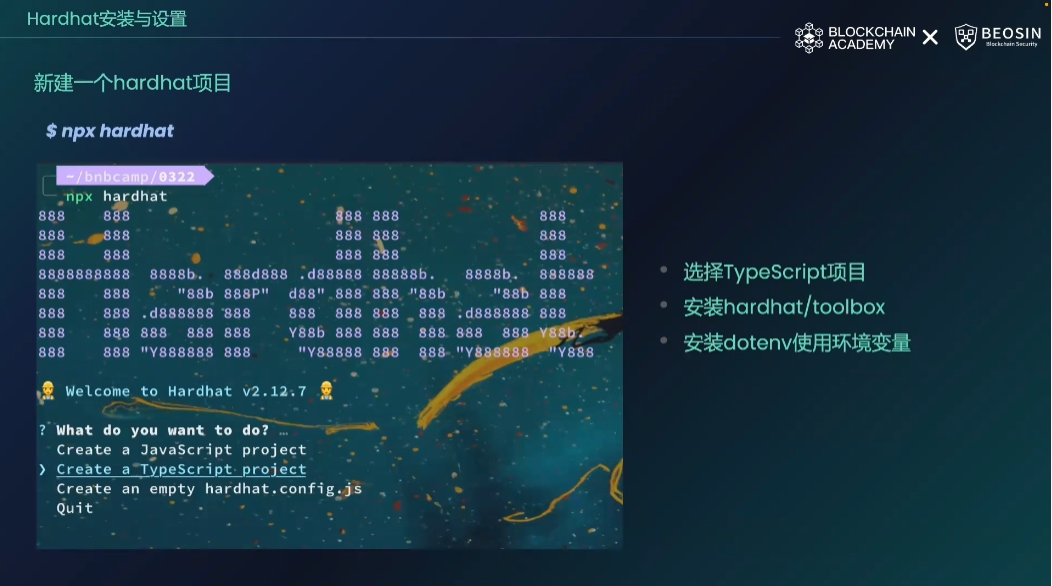 Hardhat安装与设置
BLOCKCHAIN
ACADEMY
BEOSIN
Blockchain Security
新建一个hardhat项目
$ npx hardhat
~/bnbcamp/0322
npx hardhat
888     888                      888 888               888
888     888                      888 888               888
888     888                      888 888               888
8888888888  8888b.  888d888 .d88888 88888b.   8888b.  888888
888     888     "88b 888P"  d88" 888 888 "88b     "88b 888
888     888 .d888888 888    888  888 888  888 .d888888 888
888     888 888  888 888    Y88b 888 888  888 888  888 Y88b.
888     888 "Y888888 888     "Y88888 888  888 "Y888888  "Y888
Welcome to Hardhat v2.12.7
? What do you want to do? …
Create a JavaScript project
❯ Create a TypeScript project
Create an empty hardhat.config.js
Quit
• 选择TypeScript项目
• 安装hardhat/toolbox
• 安装dotenv使用环境变量